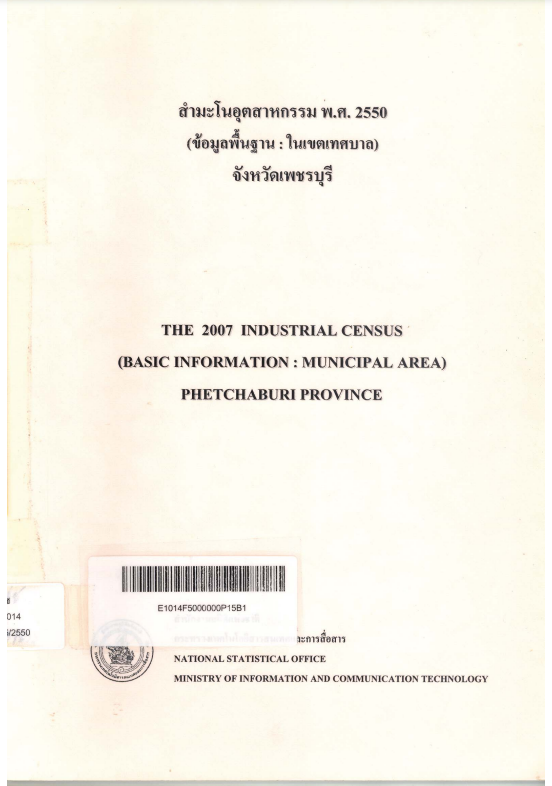 สำมะโนอุตสาหกรรม พ.ศ. 2550
(ข้อมูลพื้นฐาน : ในเขตเทศบาล)
จังหวัดเพชรบุรี
THE 2007 INDUSTRIAL CENSUS
(BASIC INFORMATION : MUNICIPAL AREA)
PHETCHABURI PROVINCE
E1014F5000000P15B1
014
/2550
ะการสื่อสาร
NATIONAL STATISTICAL OFFICE
MINISTRY OF INFORMATION AND COMMUNICATION TECHNOLOGY